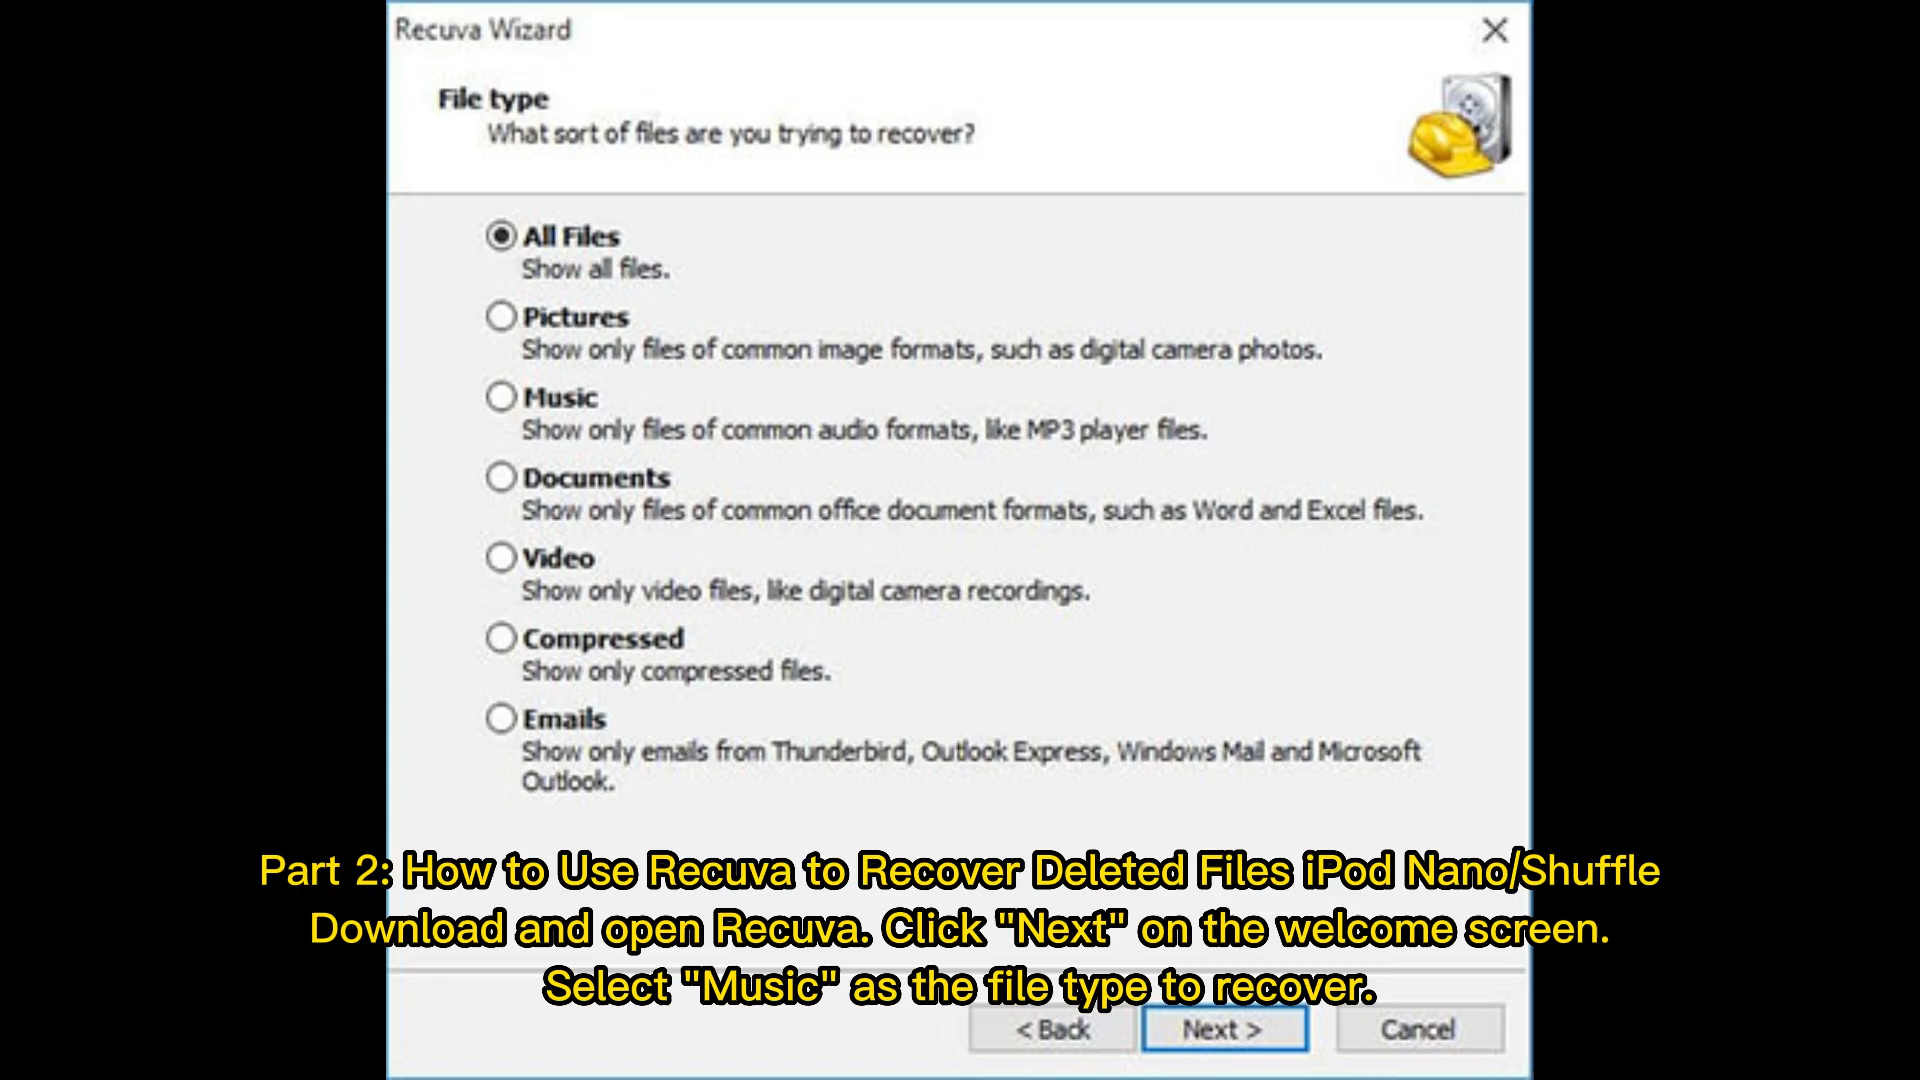 Recuva Wizard
File type
What sort of files are you trying to recover?
All Files
Show all files.
Pictures
Show only files of common image formats, such as digital camera photos.
Music
Show only files of common audio formats, like MP3 player files.
Documents
Show only files of common office document formats, such as Word and Excel files.
Video
Show only video files, like digital camera recordings.
Compressed
Show only compressed files.
Emails
Show only emails from Thunderbird, Outlook Express, Windows Mail and Microsoft
Outlook.
Part 2: How to Use Recuva to Recover Deleted Files iPod Nano/Shuffle
Download and open Recuva. Click "Next" on the welcome screen.
Select "Music" as the file type to recover.
< Back
Next >
Cancel